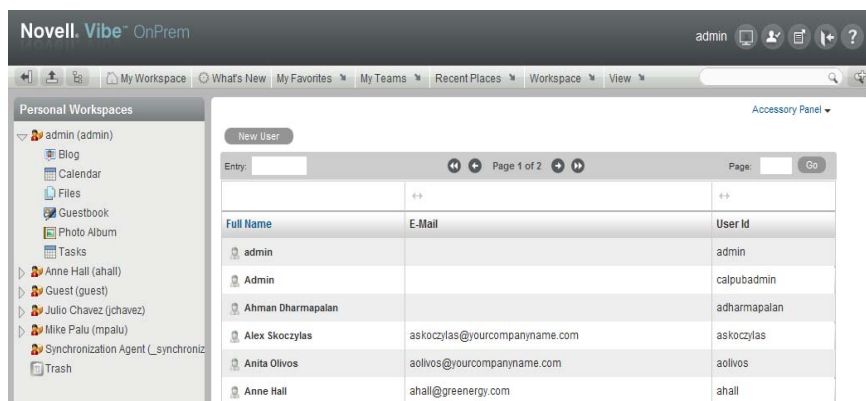 Novell. Vibe™ OnPrem
admin
?
My Workspace What's New My Favorites My Teams Recent Places Workspace View
Personal Workspaces
admin (admin)
Blog
Calendar
Files
Guestbook
Photo Album
Tasks
Anne Hall (ahall)
Guest (guest)
Julio Chavez (jchavez)
Mike Palu (mpalu)
Synchronization Agent (_synchroniz
Trash
Accessory Panel
New User
Entry: Page 1 of 2 Page: Go
Full Name E-Mail User Id
admin admin
Admin calpubadmin
Ahman Dharmapalan adharmapalan
Alex Skoczylas askoczylas@yourcompanyname.com askoczylas
Anita Olivos aolivos@yourcompanyname.com aolivos
Anne Hall ahall@greenergy.com ahall